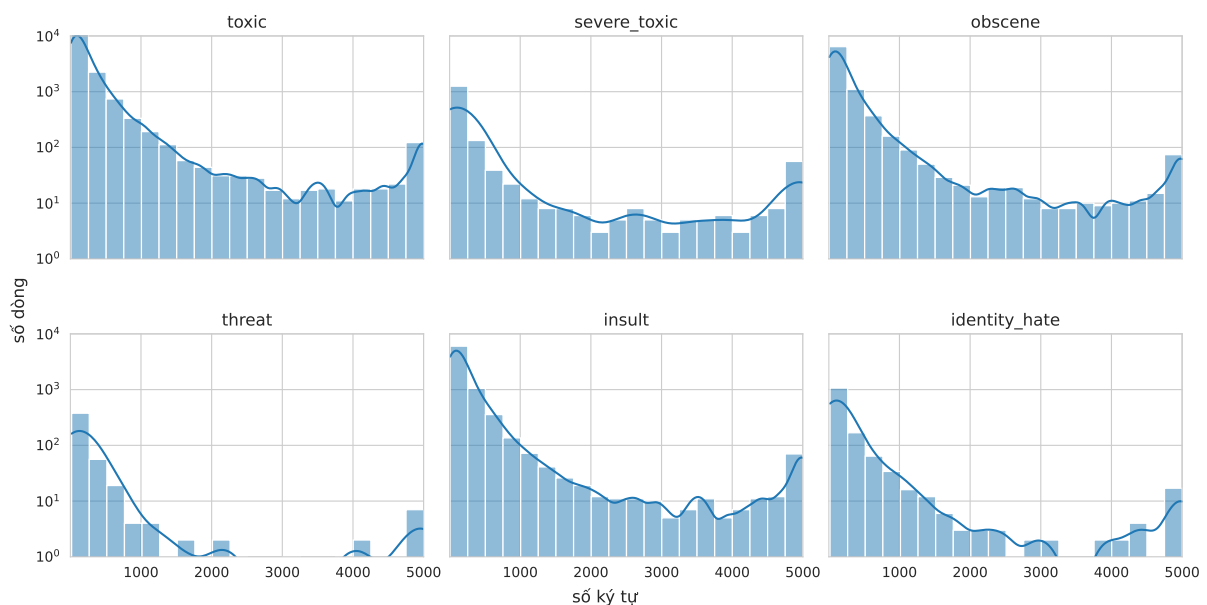 toxic severe_toxic obscene
10⁴
10³
10²
10¹
10⁰
số dòng
threat insult identity_hate
10⁴
10³
10²
10¹
10⁰
1000 2000 3000 4000 5000 1000 2000 3000 4000 5000 1000 2000 3000 4000 5000
số ký tự